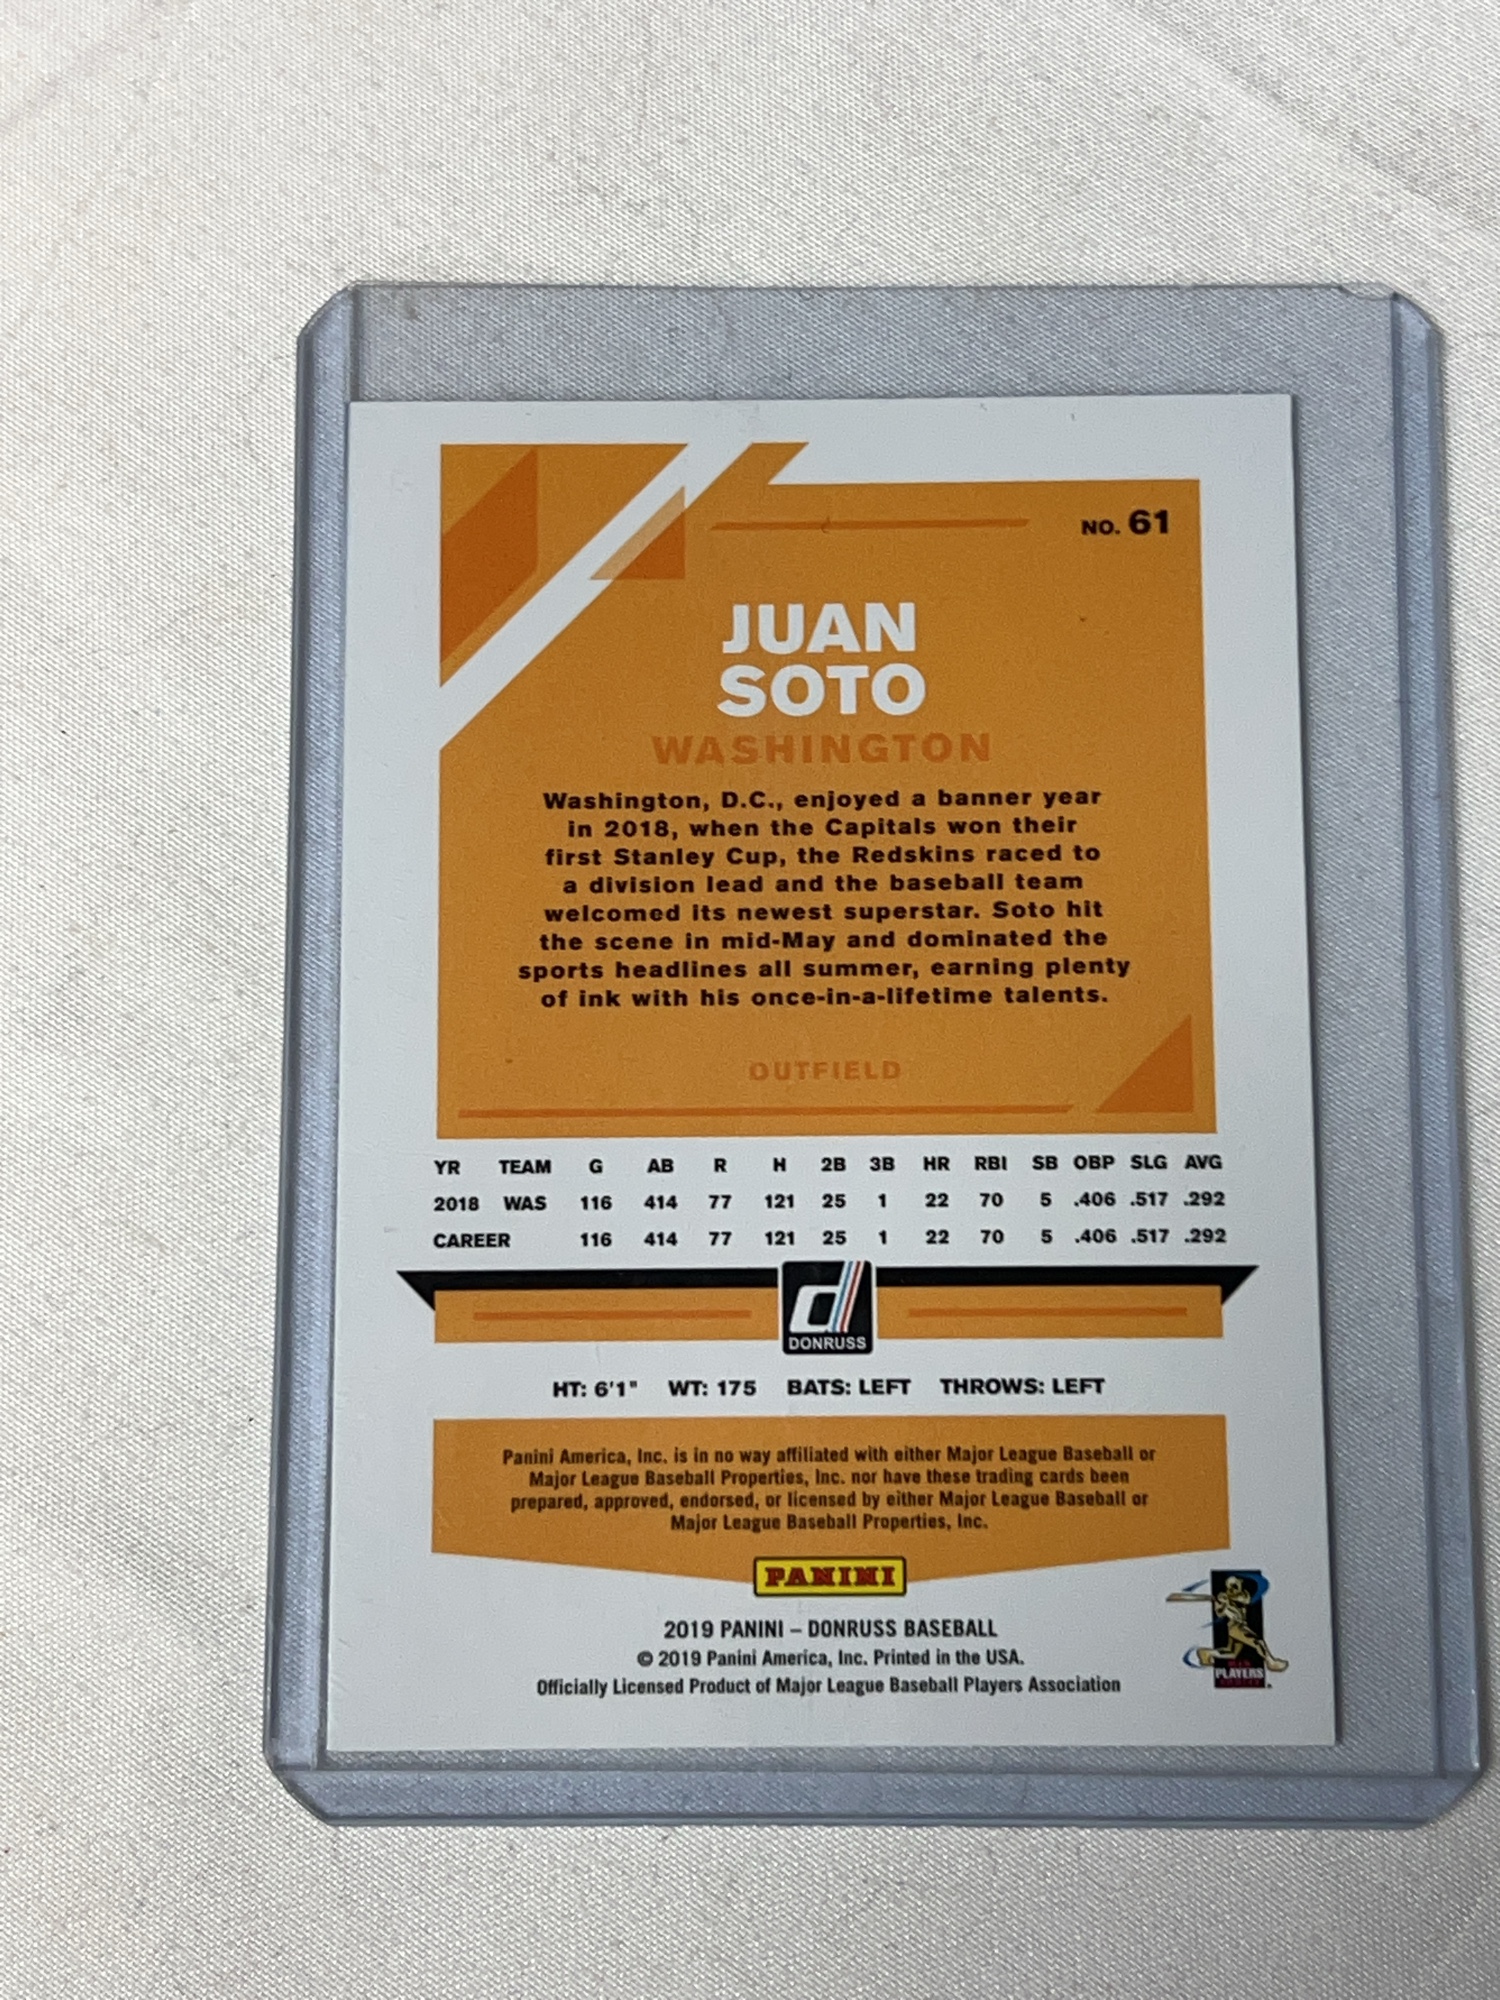 NO. 61
JUAN
SOTO
WASHINGTON
Washington, D.C., enjoyed a banner year
in 2018, when the Capitals won their
first Stanley Cup, the Redskins raced to
a division lead and the baseball team
welcomed its newest superstar. Soto hit
the scene in mid-May and dominated the
sports headlines all summer, earning plenty
of ink with his once-in-a-lifetime talents.
OUTFIELD
YR TEAM G AB R H 2B 3B HR RBI SB OBP SLG AVG
2018 WAS 116 414 77 121 25 1 22 70 5 .406 .517 .292
CAREER 116 414 77 121 25 1 22 70 5 .406 .517 .292
d
DONRUSS
HT: 6'1" WT: 175 BATS: LEFT THROWS: LEFT
Panini America, Inc. is in no way affiliated with either Major League Baseball or
Major League Baseball Properties, Inc. nor have these trading cards been
prepared, approved, endorsed, or licensed by either Major League Baseball or
Major League Baseball Properties, Inc.
PANINI
2019 PANINI – DONRUSS BASEBALL
© 2019 Panini America, Inc. Printed in the USA.
Officially Licensed Product of Major League Baseball Players Association
PLAYERS